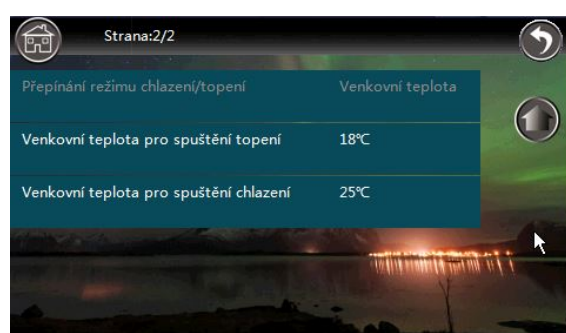 Strana:2/2
Přepínání režimu chlazení/topení Venkovní teplota
Venkovní teplota pro spuštění topení 18℃
Venkovní teplota pro spuštění chlazení 25℃